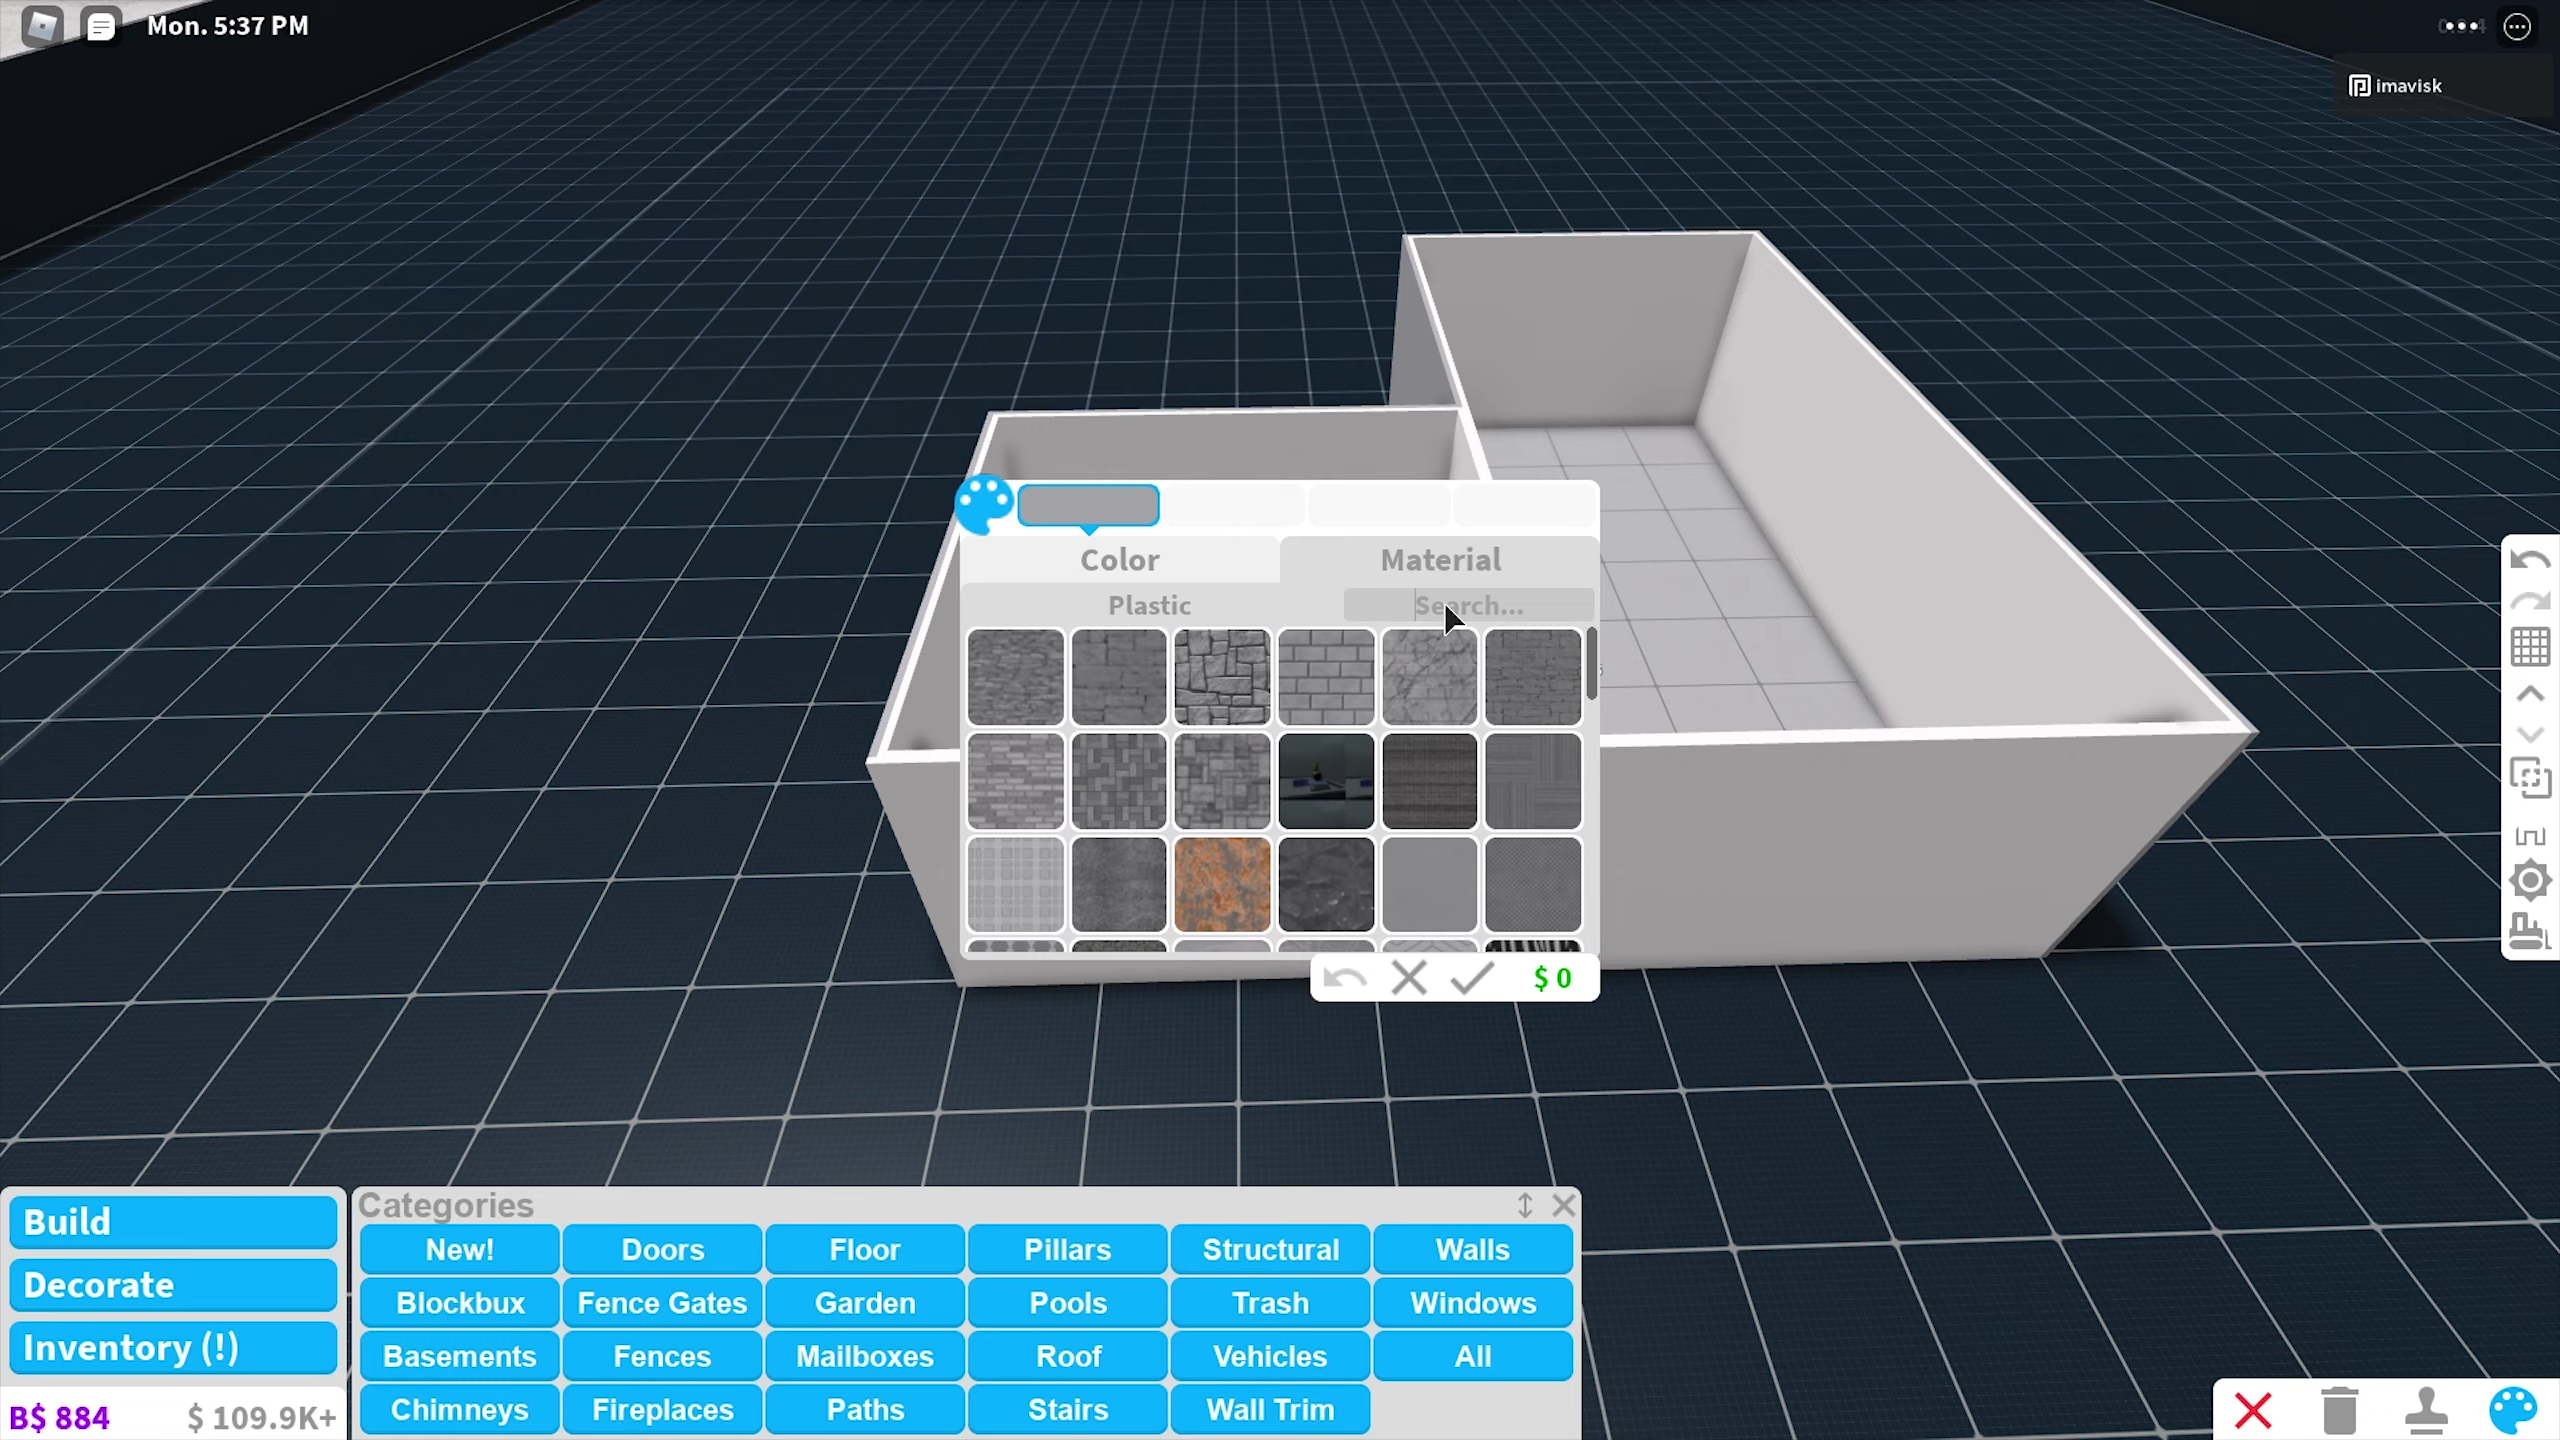 Mon. 5:37 PM
imavisk
Color
Material
Plastic
Search...
$ 0
Build
Decorate
Inventory (!)
B$ 884
$ 109.9K+
Categories
New!
Doors
Floor
Pillars
Structural
Walls
Blockbux
Fence Gates
Garden
Pools
Trash
Windows
Basements
Fences
Mailboxes
Roof
Vehicles
All
Chimneys
Fireplaces
Paths
Stairs
Wall Trim